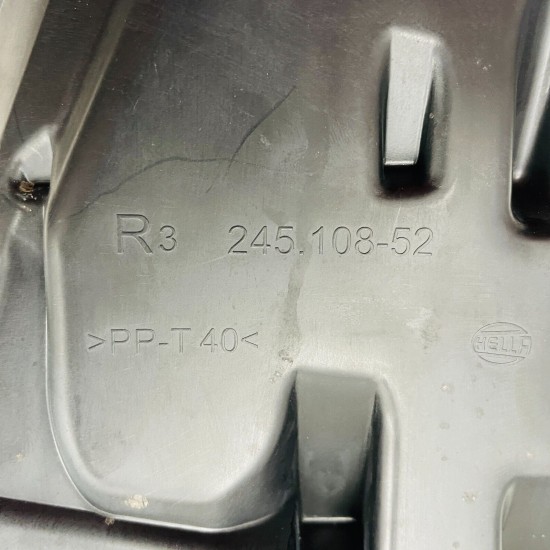 R3 245.108-52
>PP-T40<
HELLA